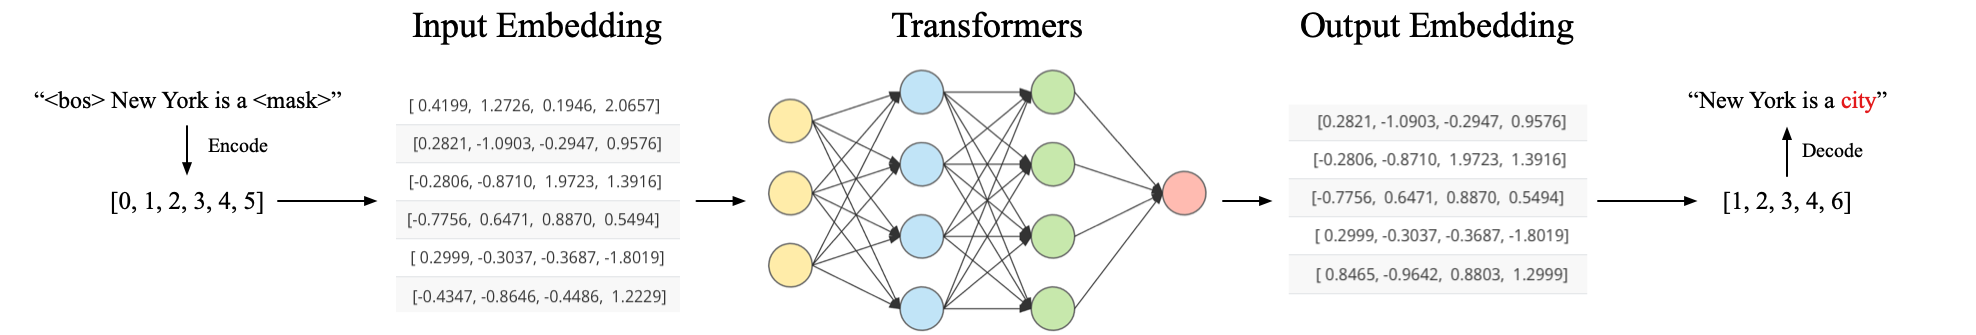 Input Embedding
Transformers
Output Embedding
“<bos> New York is a <mask>”
Encode
[0, 1, 2, 3, 4, 5]
[ 0.4199, 1.2726, 0.1946, 2.0657]
[0.2821, -1.0903, -0.2947, 0.9576]
[-0.2806, -0.8710, 1.9723, 1.3916]
[-0.7756, 0.6471, 0.8870, 0.5494]
[ 0.2999, -0.3037, -0.3687, -1.8019]
[-0.4347, -0.8646, -0.4486, 1.2229]
[0.2821, -1.0903, -0.2947, 0.9576]
[-0.2806, -0.8710, 1.9723, 1.3916]
[-0.7756, 0.6471, 0.8870, 0.5494]
[ 0.2999, -0.3037, -0.3687, -1.8019]
[ 0.8465, -0.9642, 0.8803, 1.2999]
“New York is a city”
Decode
[1, 2, 3, 4, 6]